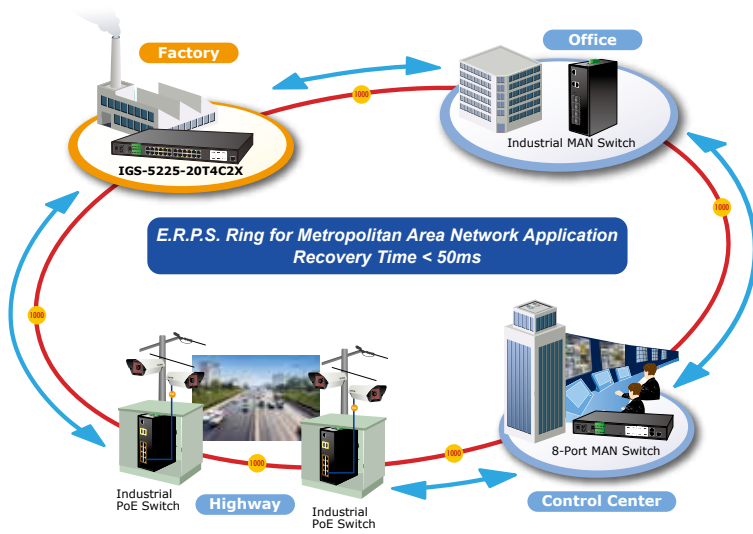 Factory
Office
1000
Industrial MAN Switch
IGS-5225-20T4C2X
1000
E.R.P.S. Ring for Metropolitan Area Network Application
Recovery Time < 50ms
1000
8-Port MAN Switch
1000
1000
Industrial
PoE Switch
Highway
Industrial
PoE Switch
Control Center